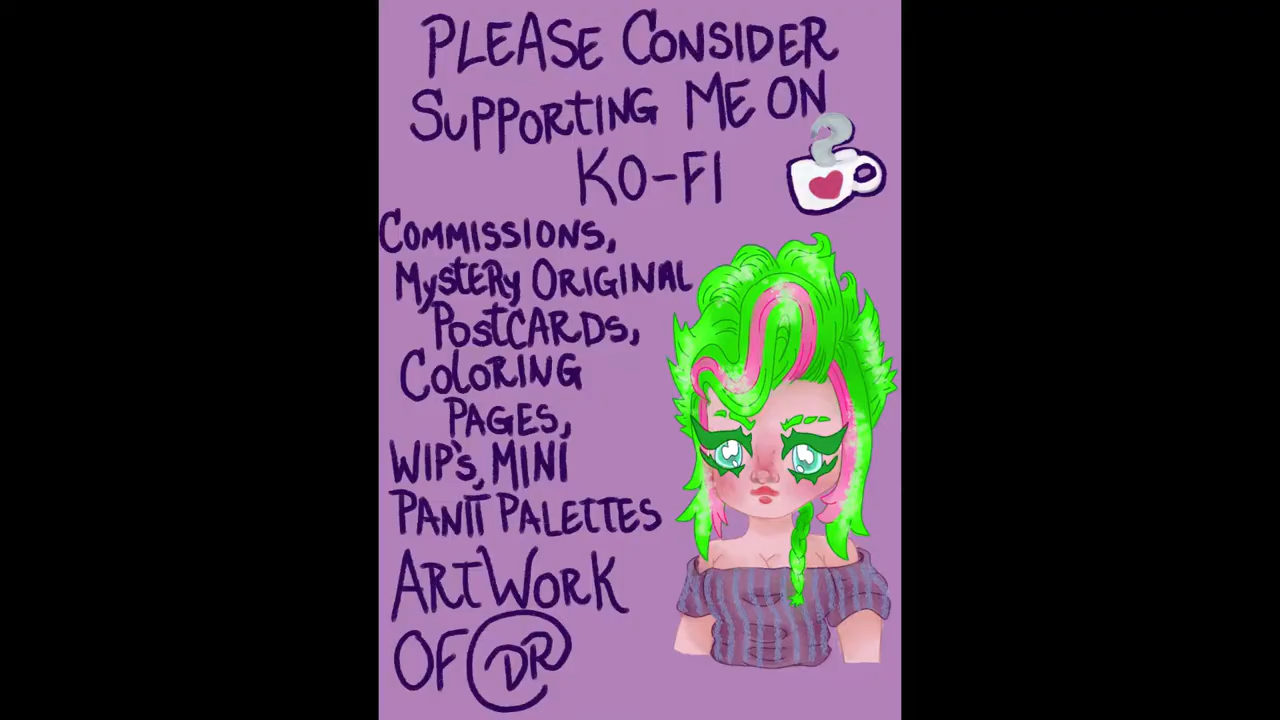 PLEASE CONSIDER
SUPPORTING ME ON
KO-FI
COMMISSIONS,
MYSTERY ORIGINAL
POSTCARDS,
COLORING
PAGES,
WIP's, MINI
PANIT PALETTES
ARTWORK
OF DR